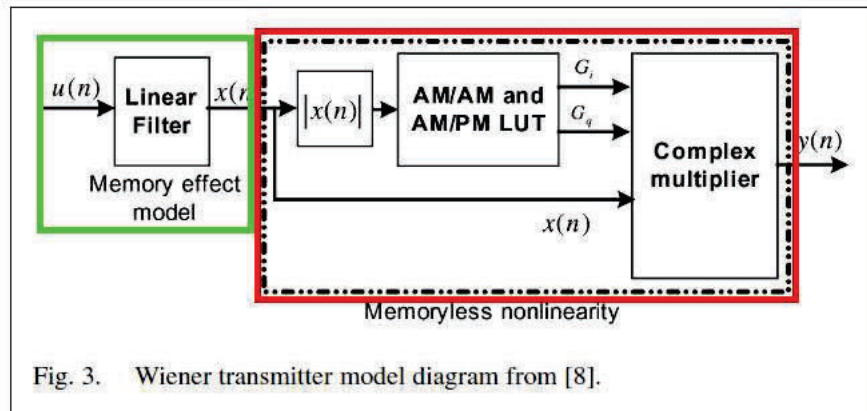 u(n)
Linear
Filter
x(n
Memory effect
model
|x(n)|
AM/AM and
AM/PM LUT
G_i
G_q
x(n)
Complex
multiplier
y(n)
Memoryless nonlinearity
Fig. 3. Wiener transmitter model diagram from [8].